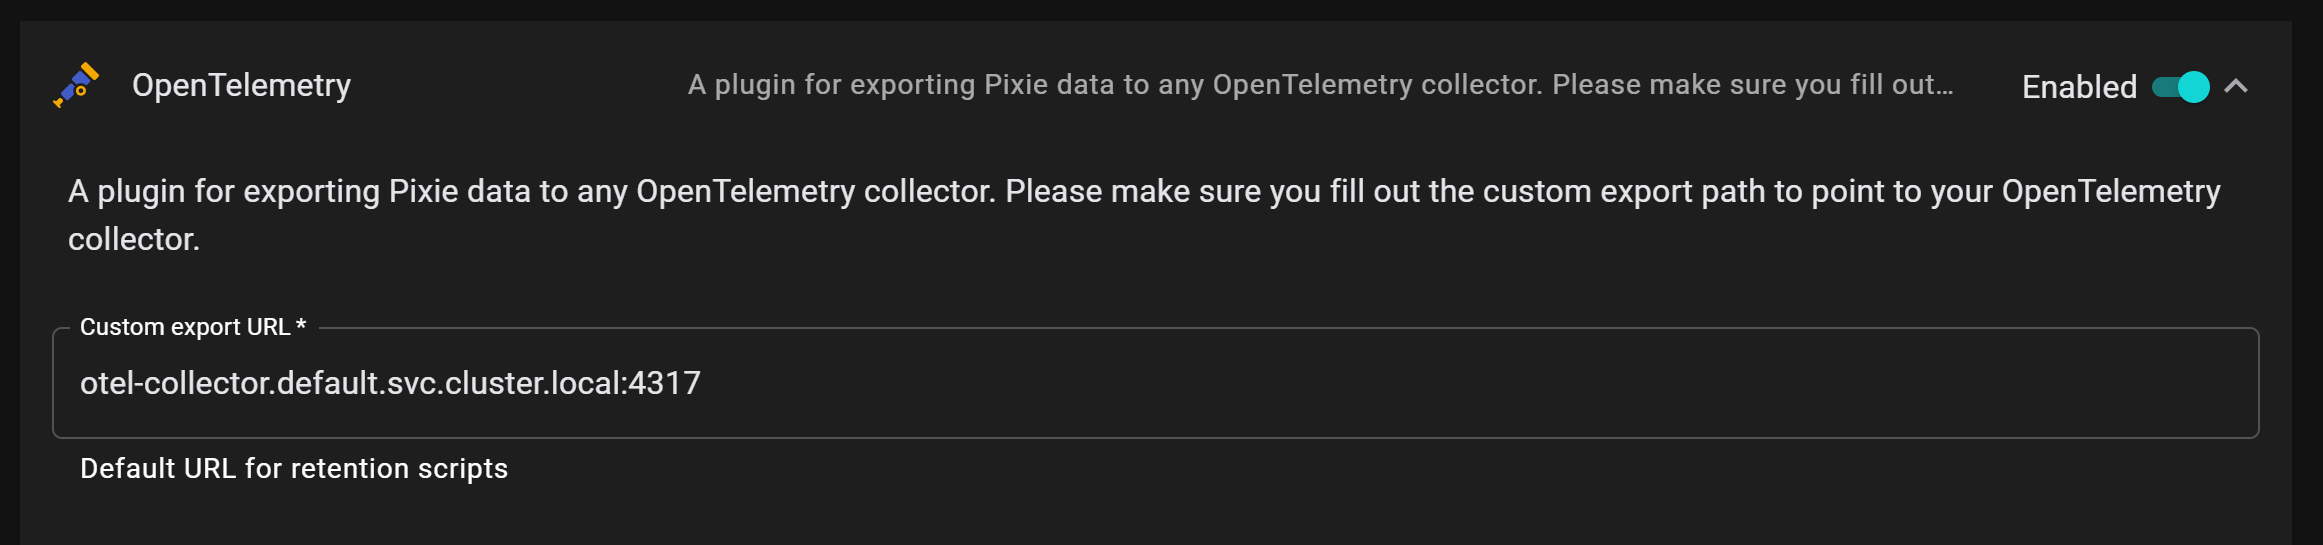 OpenTelemetry
A plugin for exporting Pixie data to any OpenTelemetry collector. Please make sure you fill out...
Enabled
A plugin for exporting Pixie data to any OpenTelemetry collector. Please make sure you fill out the custom export path to point to your OpenTelemetry
collector.
Custom export URL *
otel-collector.default.svc.cluster.local:4317
Default URL for retention scripts